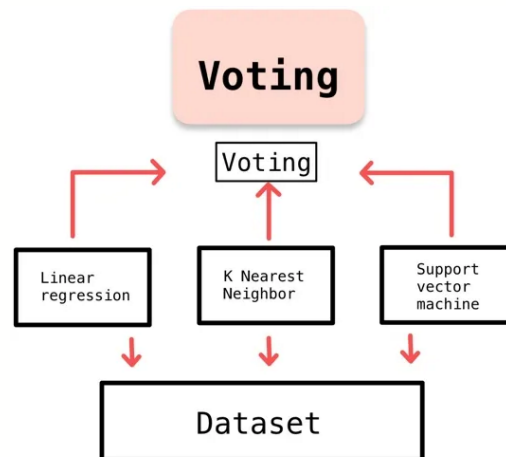 Voting
Voting
Linear
regression
K Nearest
Neighbor
Support
vector
machine
Dataset